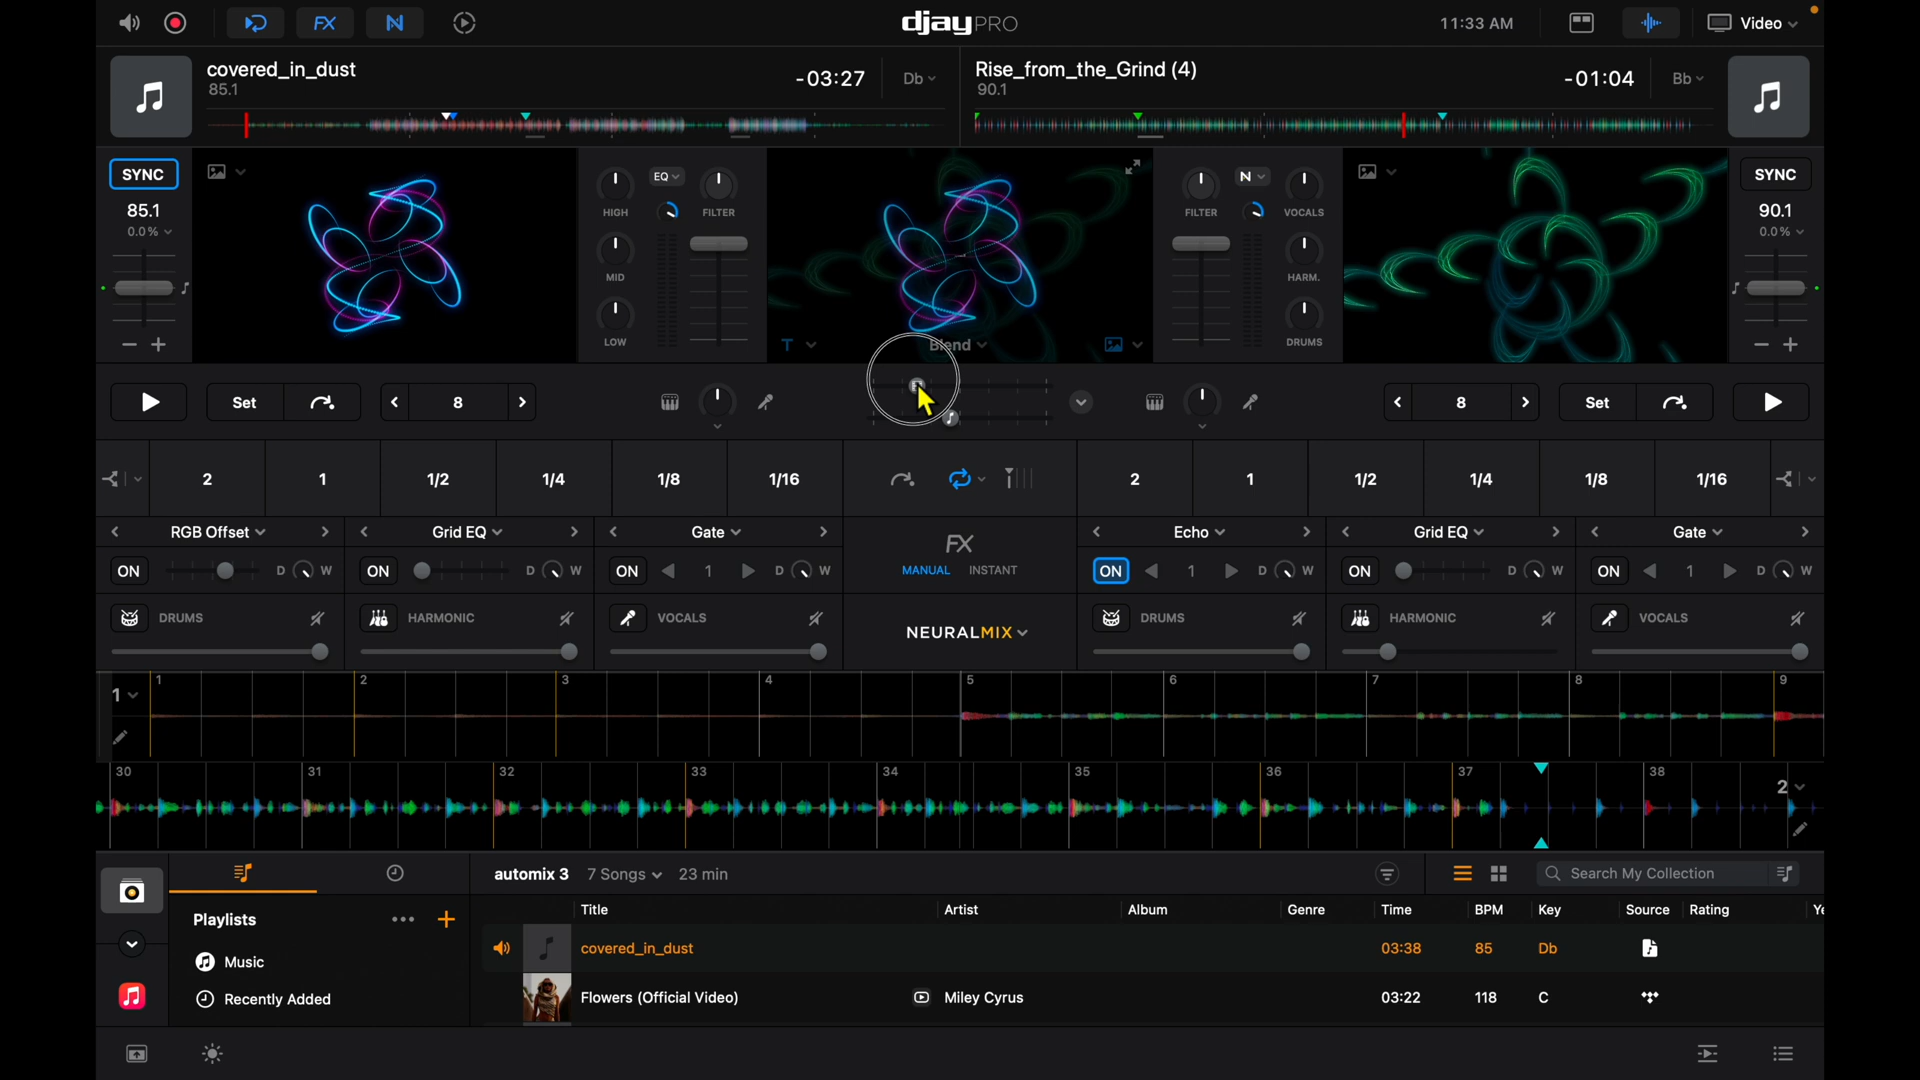 FX
N
djay PRO
11:33 AM
Video
covered_in_dust
85.1
-03:27
Db
Rise_from_the_Grind (4)
90.1
-01:04
Bb
SYNC
85.1
0.0%
HIGH
EQ
FILTER
MID
LOW
T
Blend
FILTER
N
VOCALS
HARM.
DRUMS
SYNC
90.1
0.0%
Set
8
8
Set
2
1
1/2
1/4
1/8
1/16
2
1
1/2
1/4
1/8
1/16
RGB Offset
Grid EQ
Gate
FX
MANUAL
INSTANT
Echo
Grid EQ
Gate
ON
D
W
ON
D
W
ON
1
D
W
ON
1
D
W
ON
D
W
ON
1
D
W
DRUMS
HARMONIC
VOCALS
NEURALMIX
DRUMS
HARMONIC
VOCALS
1
1
2
3
4
5
6
7
8
9
30
31
32
33
34
35
36
37
38
2
automix 3
7 Songs
23 min
Search My Collection
Playlists
Title
Artist
Album
Genre
Time
BPM
Key
Source
Rating
Ye
Music
covered_in_dust
03:38
85
Db
Recently Added
Flowers (Official Video)
Miley Cyrus
03:22
118
C